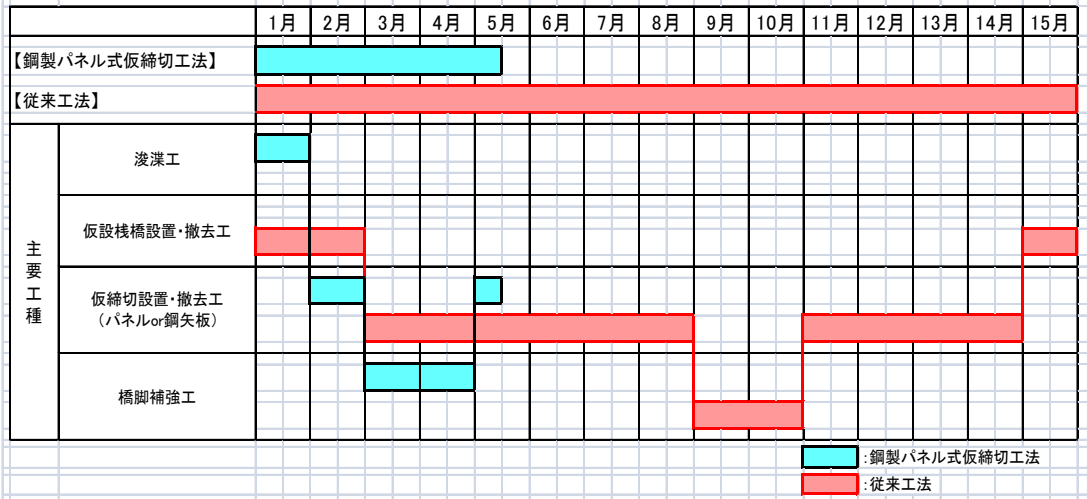 1月 2月 3月 4月 5月 6月 7月 8月 9月 10月 11月 12月 13月 14月 15月
【鋼製パネル式仮締切工法】
【従来工法】
主要工種
浚渫工
仮設桟橋設置・撤去工
仮締切設置・撤去工
（パネルor鋼矢板）
橋脚補強工
：鋼製パネル式仮締切工法
：従来工法